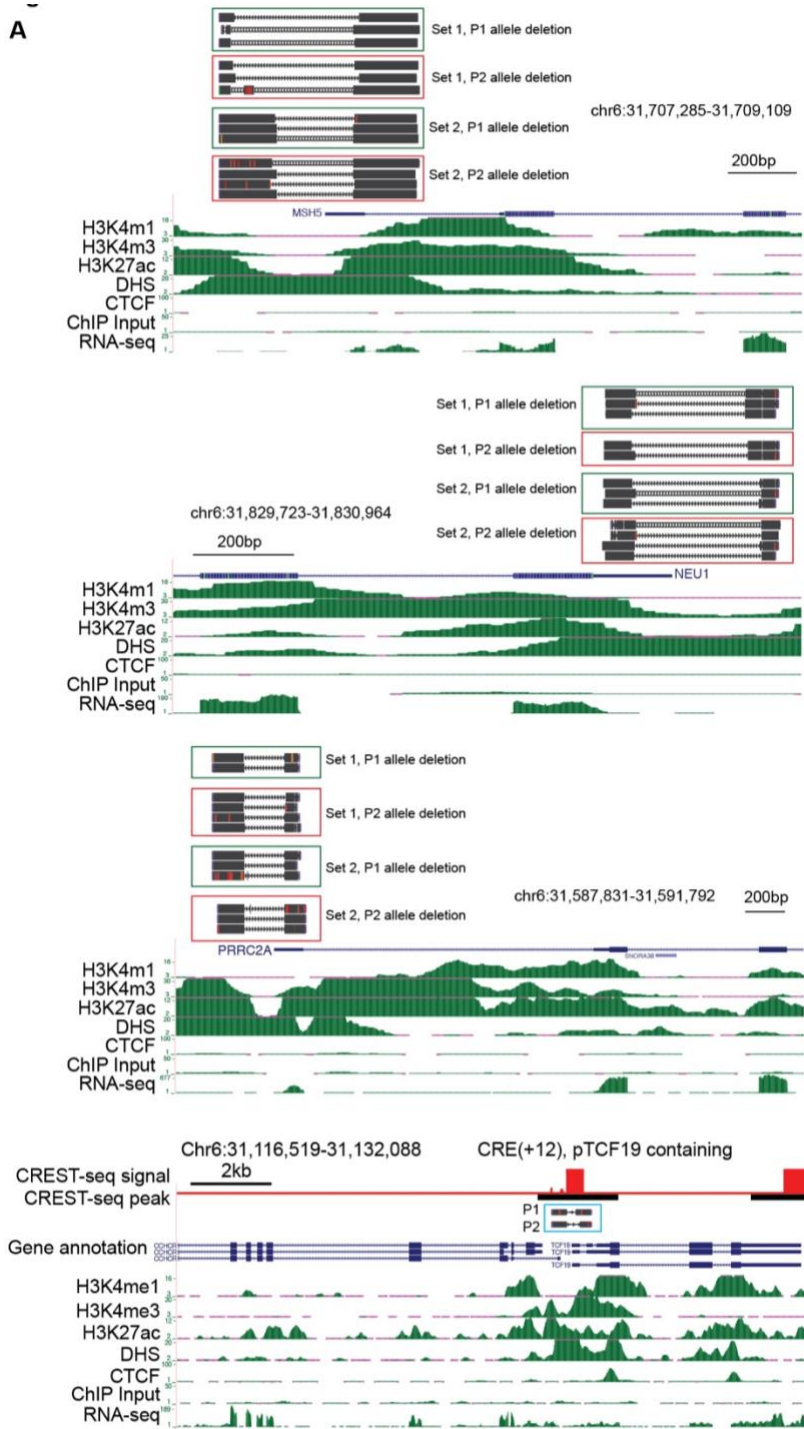 A
Set 1, P1 allele deletion
Set 1, P2 allele deletion
Set 2, P1 allele deletion
Set 2, P2 allele deletion
chr6:31,707,285-31,709,109
200bp
MSH5
H3K4m1
H3K4m3
H3K27ac
DHS
CTCF
ChIP Input
RNA-seq
Set 1, P1 allele deletion
Set 1, P2 allele deletion
Set 2, P1 allele deletion
Set 2, P2 allele deletion
chr6:31,829,723-31,830,964
200bp
NEU1
H3K4m1
H3K4m3
H3K27ac
DHS
CTCF
ChIP Input
RNA-seq
Set 1, P1 allele deletion
Set 1, P2 allele deletion
Set 2, P1 allele deletion
Set 2, P2 allele deletion
chr6:31,587,831-31,591,792
200bp
PRRC2A
SNORA38
H3K4m1
H3K4m3
H3K27ac
DHS
CTCF
ChIP Input
RNA-seq
Chr6:31,116,519-31,132,088
CRE(+12), pTCF19 containing
2kb
CREST-seq signal
CREST-seq peak
P1
P2
Gene annotation
CCHCR
CCHCR
CCHCR
TCF19
TCF19
TCF19
H3K4me1
H3K4me3
H3K27ac
DHS
CTCF
ChIP Input
RNA-seq